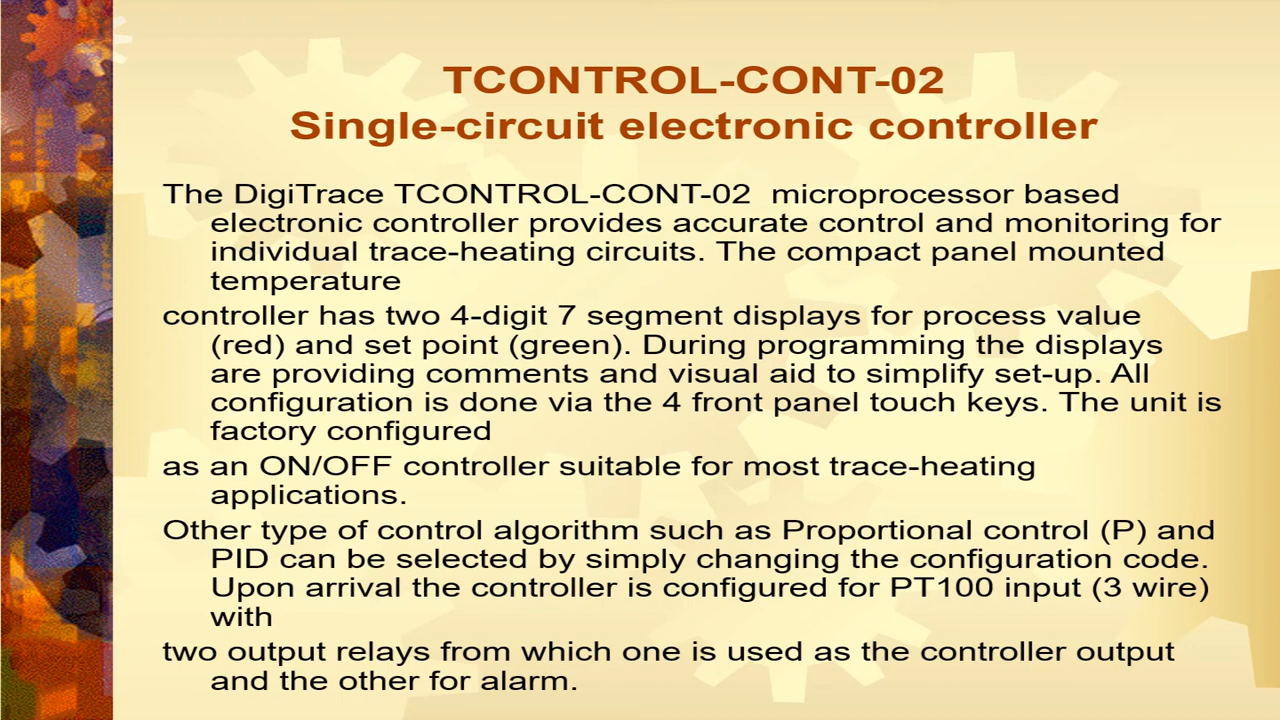 TCONTROL-CONT-02
Single-circuit electronic controller
The DigiTrace TCONTROL-CONT-02 microprocessor based
electronic controller provides accurate control and monitoring for
individual trace-heating circuits. The compact panel mounted
temperature
controller has two 4-digit 7 segment displays for process value
(red) and set point (green). During programming the displays
are providing comments and visual aid to simplify set-up. All
configuration is done via the 4 front panel touch keys. The unit is
factory configured
as an ON/OFF controller suitable for most trace-heating
applications.
Other type of control algorithm such as Proportional control (P) and
PID can be selected by simply changing the configuration code.
Upon arrival the controller is configured for PT100 input (3 wire)
with
two output relays from which one is used as the controller output
and the other for alarm.